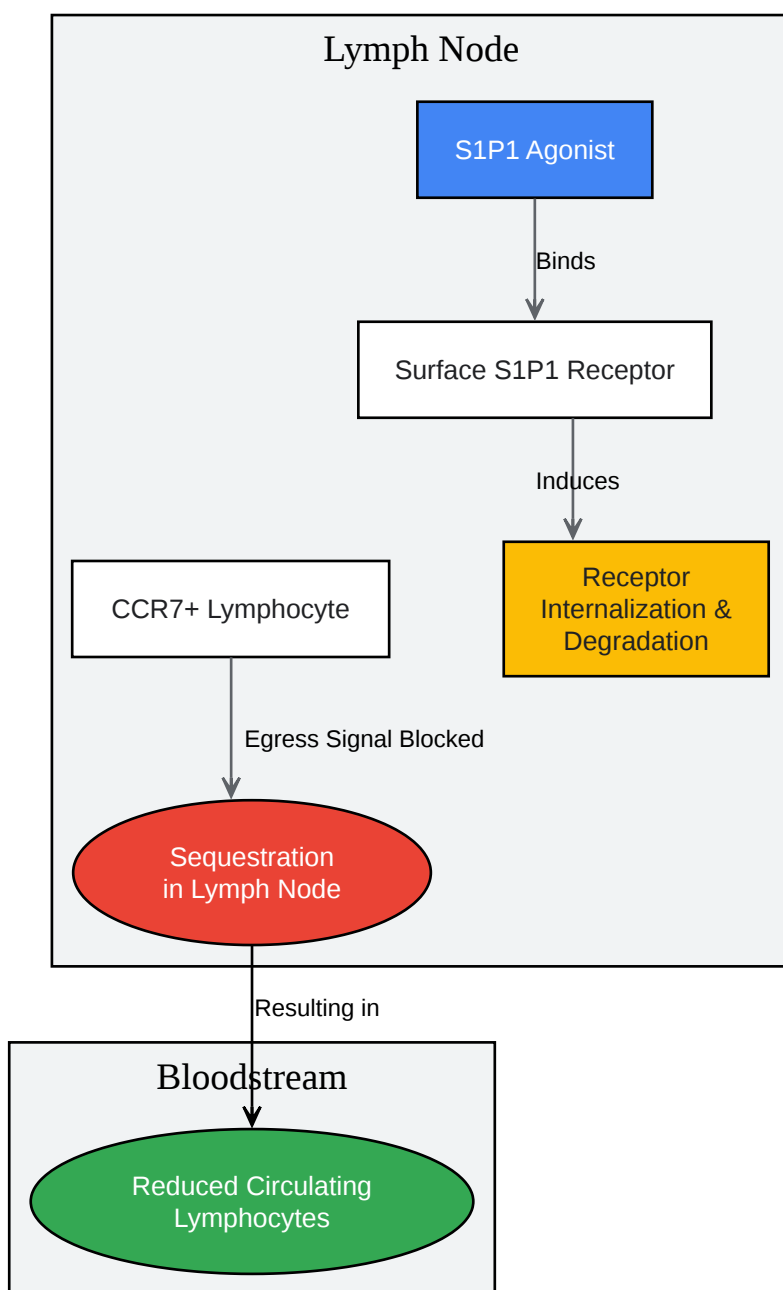 Lymph Node
S1P1 Agonist
Binds
Surface S1P1 Receptor
Induces
Receptor
Internalization &
Degradation
CCR7+ Lymphocyte
Egress Signal Blocked
Sequestration
in Lymph Node
Resulting in
Bloodstream
Reduced Circulating
Lymphocytes